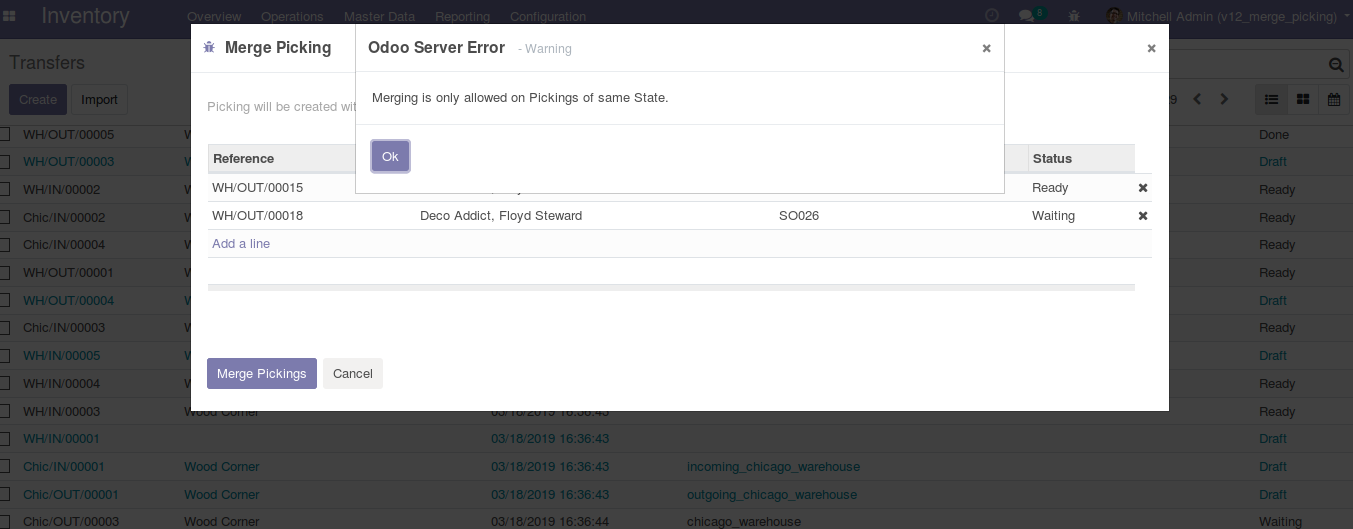 Inventory Overview Operations Master Data Reporting Configuration 8 Mitchell Admin (v12_merge_picking)
Merge Picking
Odoo Server Error - Warning
Transfers
Merging is only allowed on Pickings of same State.
Create Import
Picking will be created wit
9
Ok
WH/OUT/00005 Done
Reference Status
WH/OUT/00003 Draft
WH/OUT/00015 Ready
WH/IN/00002 Ready
WH/OUT/00018 Deco Addict, Floyd Steward SO026 Waiting
Chic/IN/00002 Ready
Add a line
Chic/IN/00004 Ready
WH/OUT/00001 Ready
WH/OUT/00004 Draft
Chic/IN/00003 Ready
WH/IN/00005 Draft
Merge Pickings Cancel
WH/IN/00004 Ready
WH/IN/00003 Wood Corner 03/18/2019 16:36:43 Ready
WH/IN/00001 03/18/2019 16:36:43 Draft
Chic/IN/00001 Wood Corner 03/18/2019 16:36:43 incoming_chicago_warehouse Draft
Chic/OUT/00001 Wood Corner 03/18/2019 16:36:43 outgoing_chicago_warehouse Draft
Chic/OUT/00003 Wood Corner 03/18/2019 16:36:44 chicago_warehouse Waiting